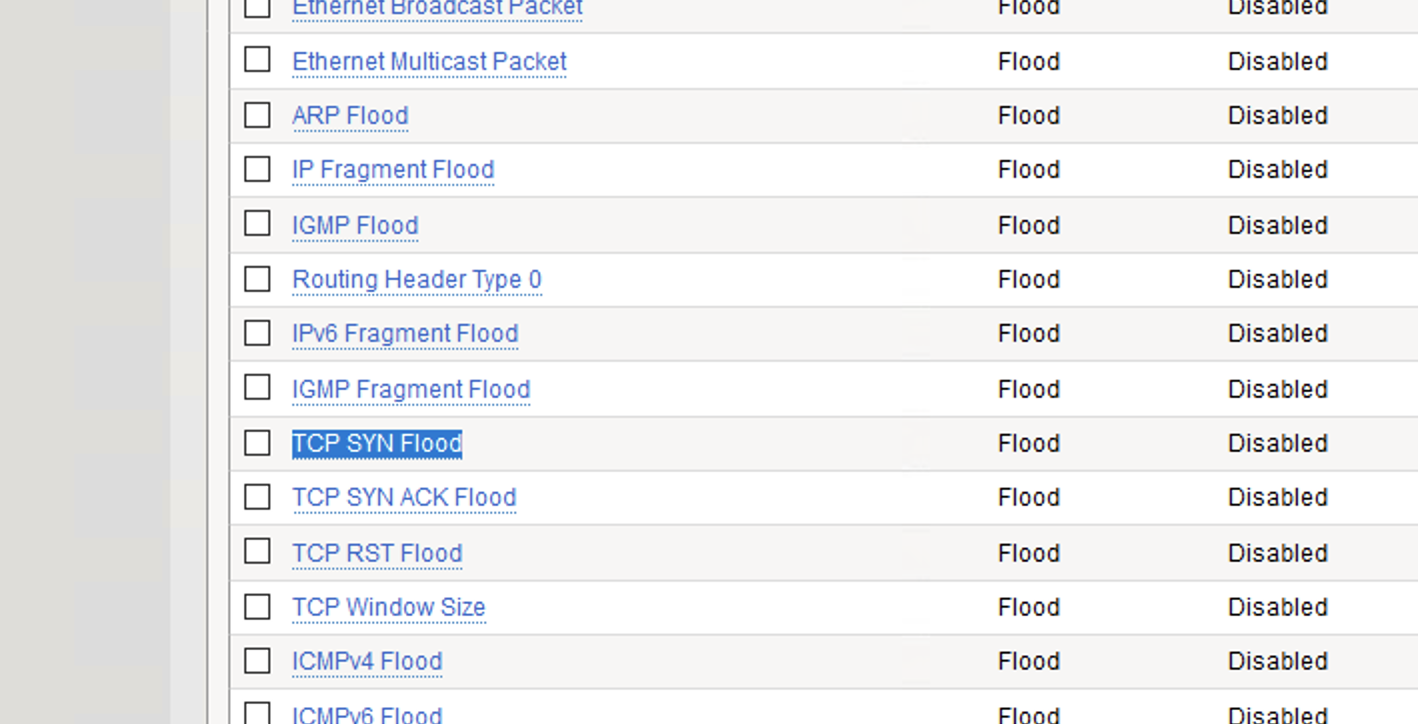 Ethernet Broadcast Packet Flood Disabled
Ethernet Multicast Packet Flood Disabled
ARP Flood Flood Disabled
IP Fragment Flood Flood Disabled
IGMP Flood Flood Disabled
Routing Header Type 0 Flood Disabled
IPv6 Fragment Flood Flood Disabled
IGMP Fragment Flood Flood Disabled
TCP SYN Flood Flood Disabled
TCP SYN ACK Flood Flood Disabled
TCP RST Flood Flood Disabled
TCP Window Size Flood Disabled
ICMPv4 Flood Flood Disabled
ICMPv6 Flood Flood Disabled